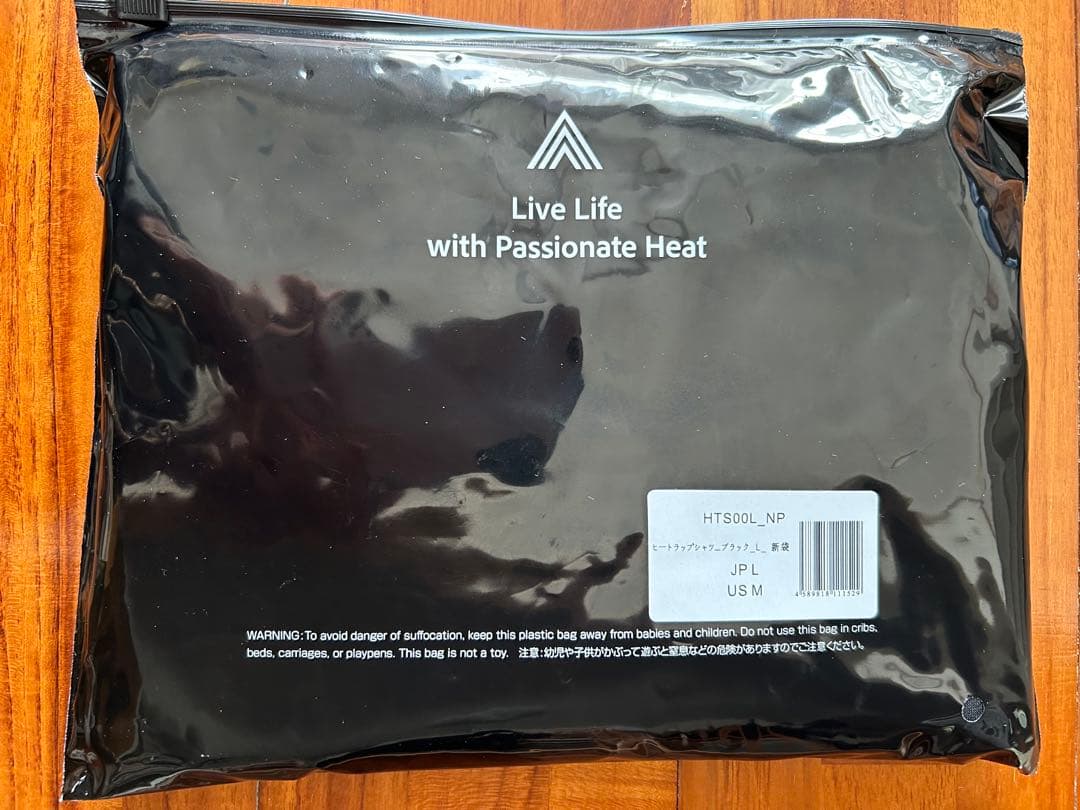 Live Life
with Passionate Heat
HTS00L_NP
ヒートラップシャツ_ブラック_L_ 新袋
JP L
US M
4 589818 111529
WARNING:To avoid danger of suffocation, keep this plastic bag away from babies and children. Do not use this bag in cribs,
beds, carriages, or playpens. This bag is not a toy. 注意:幼児や子供がかぶって遊ぶと窒息などの危険がありますのでご注意ください。